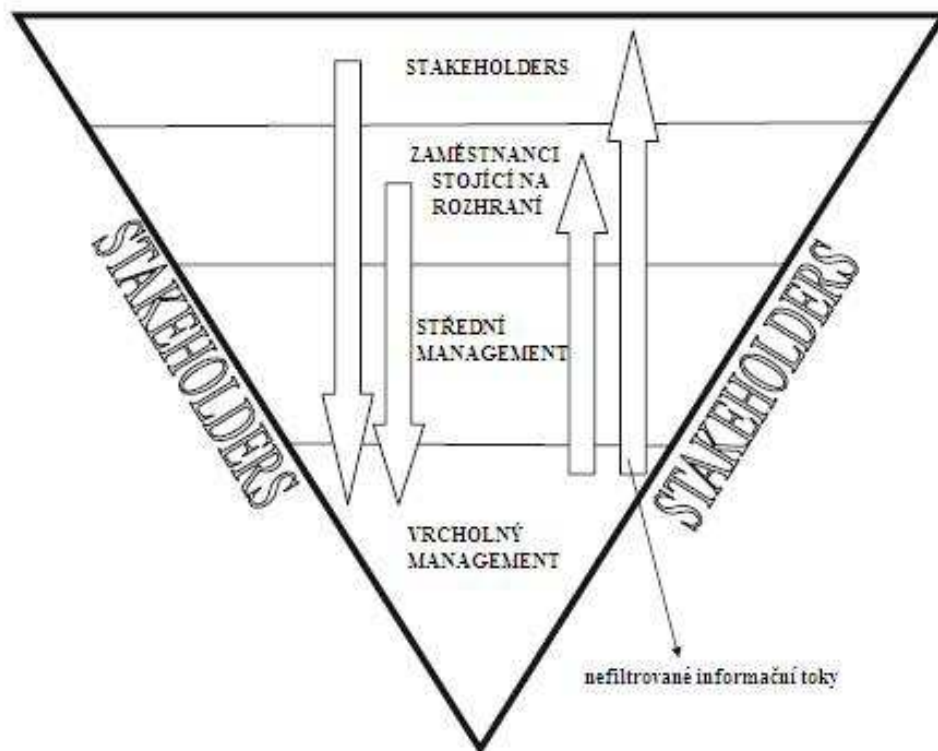 STAKEHOLDERS
ZAMĚSTNANCI
STOJÍCÍ NA
ROZHRANÍ
STAKEHOLDERS
STAKEHOLDERS
STŘEDNÍ
MANAGEMENT
VRCHOLNÝ
MANAGEMENT
nefiltrované informační toky